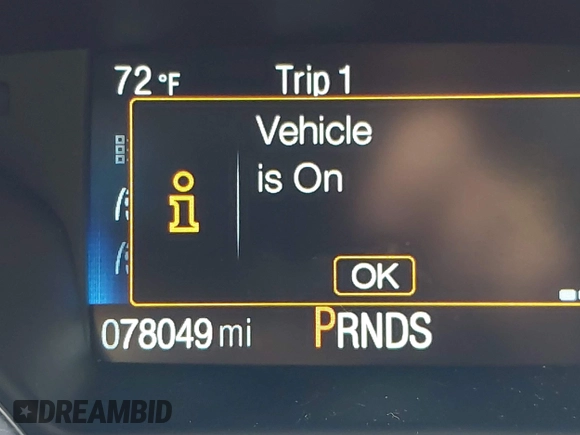 72°F Trip 1
Vehicle
is On
OK
078049 mi PRNDS
DREAMBID